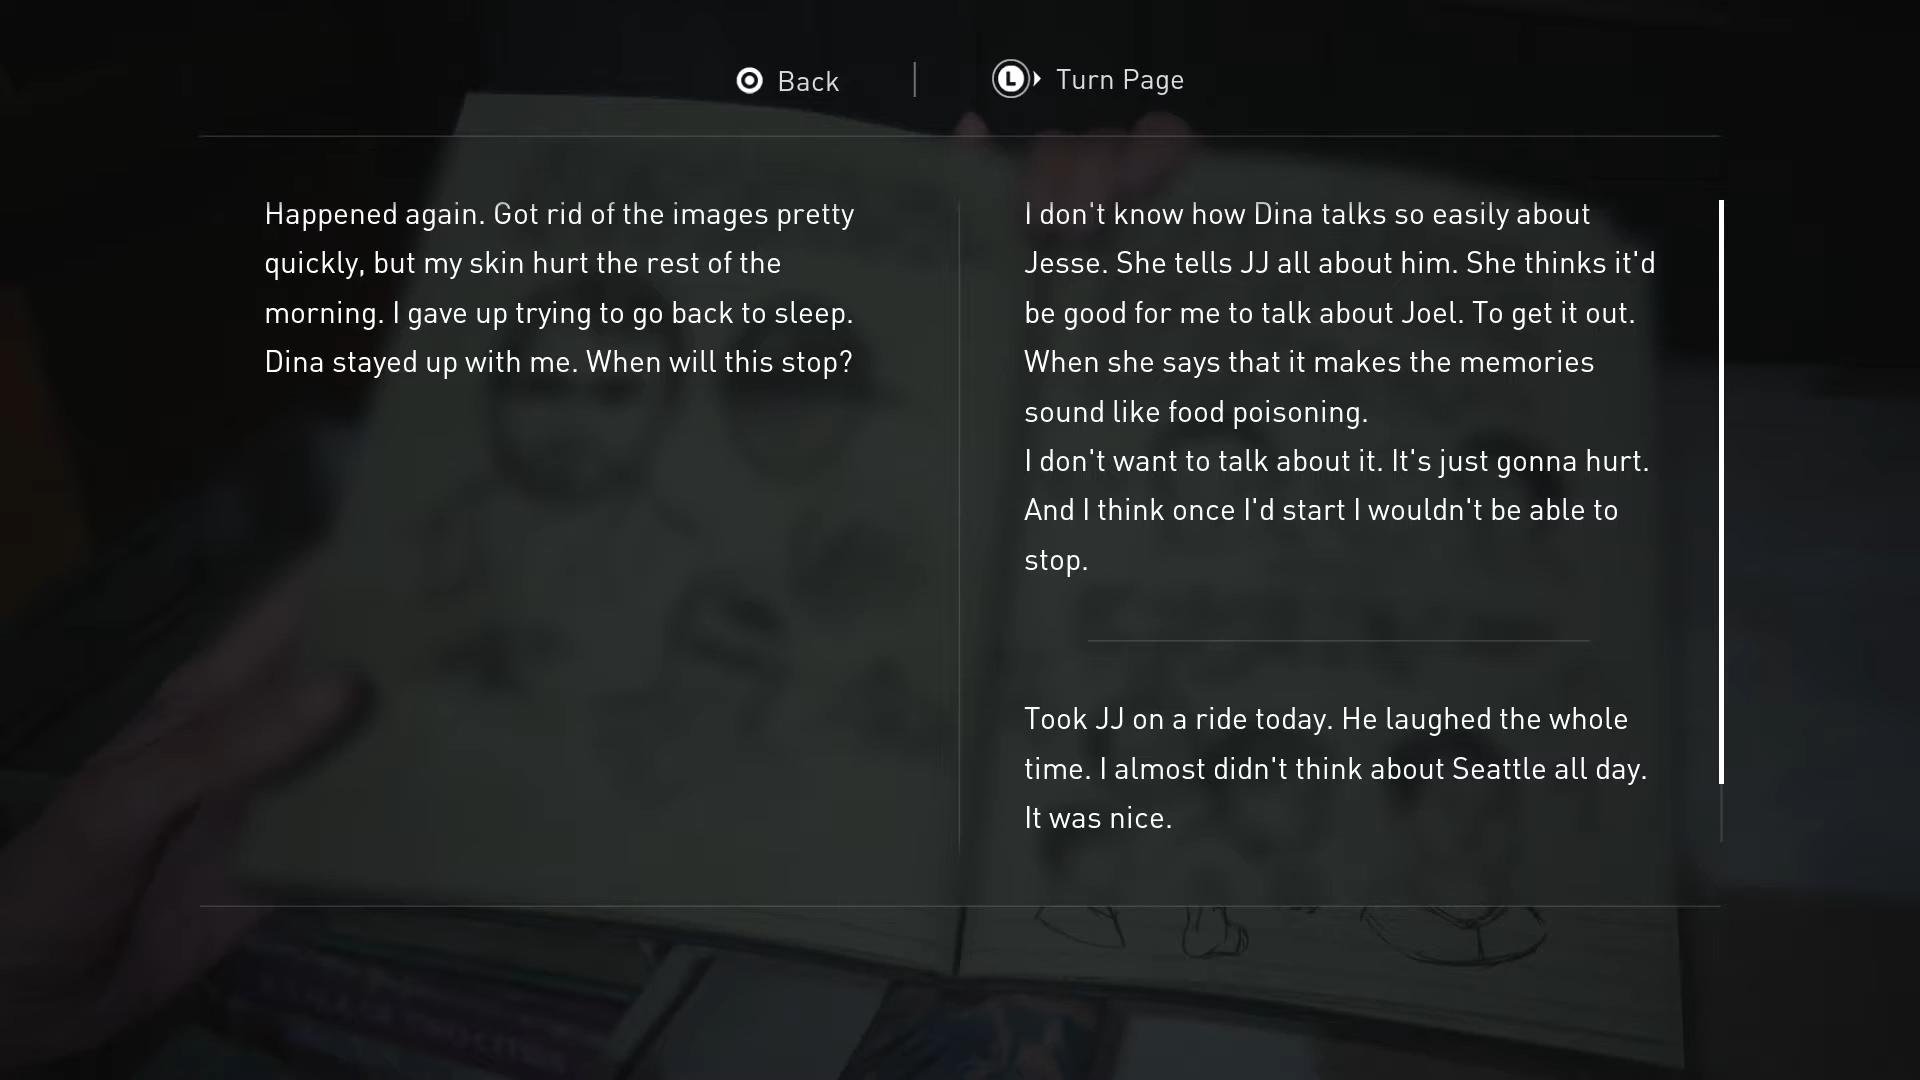 Back
L
Turn Page
Happened again. Got rid of the images pretty
quickly, but my skin hurt the rest of the
morning. I gave up trying to go back to sleep.
Dina stayed up with me. When will this stop?
I don't know how Dina talks so easily about
Jesse. She tells JJ all about him. She thinks it'd
be good for me to talk about Joel. To get it out.
When she says that it makes the memories
sound like food poisoning.
I don't want to talk about it. It's just gonna hurt.
And I think once I'd start I wouldn't be able to
stop.
Took JJ on a ride today. He laughed the whole
time. I almost didn't think about Seattle all day.
It was nice.